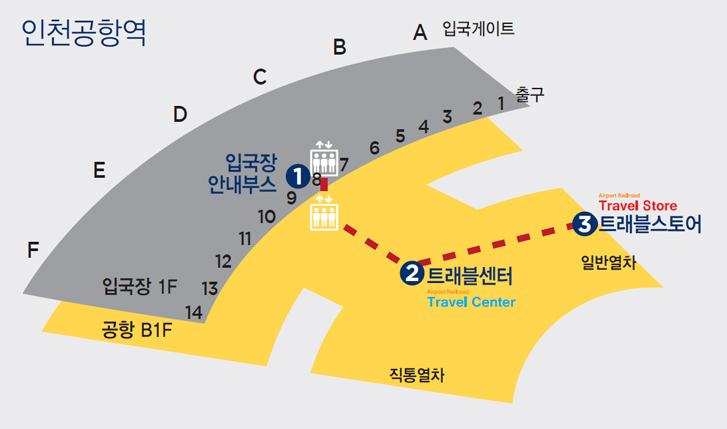 인천공항역
A
입국게이트
B
C
D
E
F
출구
1
2
3
4
5
6
7
8
9
10
11
12
13
14
입국장
안내부스
1
입국장 1F
공항 B1F
2
트래블센터
Airport Railroad
Travel Center
Airport Railroad
Travel Store
3
트래블스토어
일반열차
직통열차